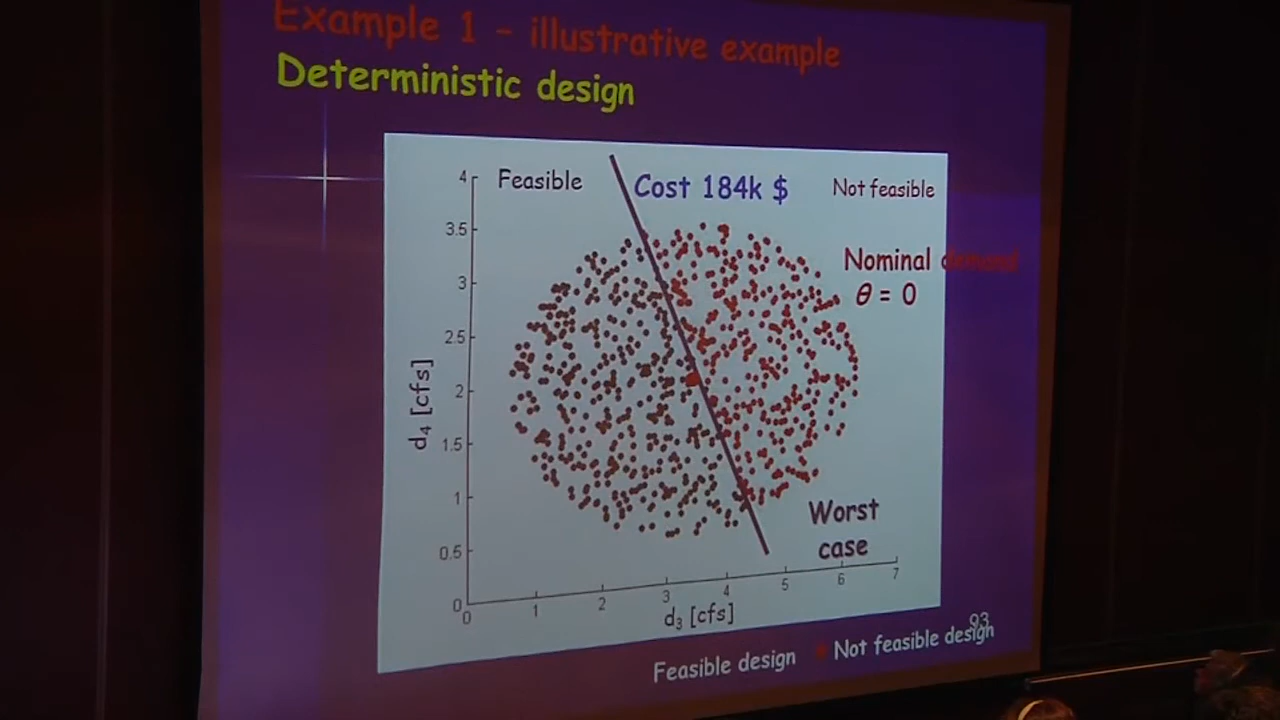 Example 1 - illustrative example
Deterministic design
Feasible
Cost 184k $
Not feasible
Nominal demand
θ = 0
4
3.5
3
2.5
2
1.5
1
0.5
0
d4 [cfs]
Worst
case
0 1 2 3 4 5 6 7
d3 [cfs]
93
Feasible design
Not feasible design